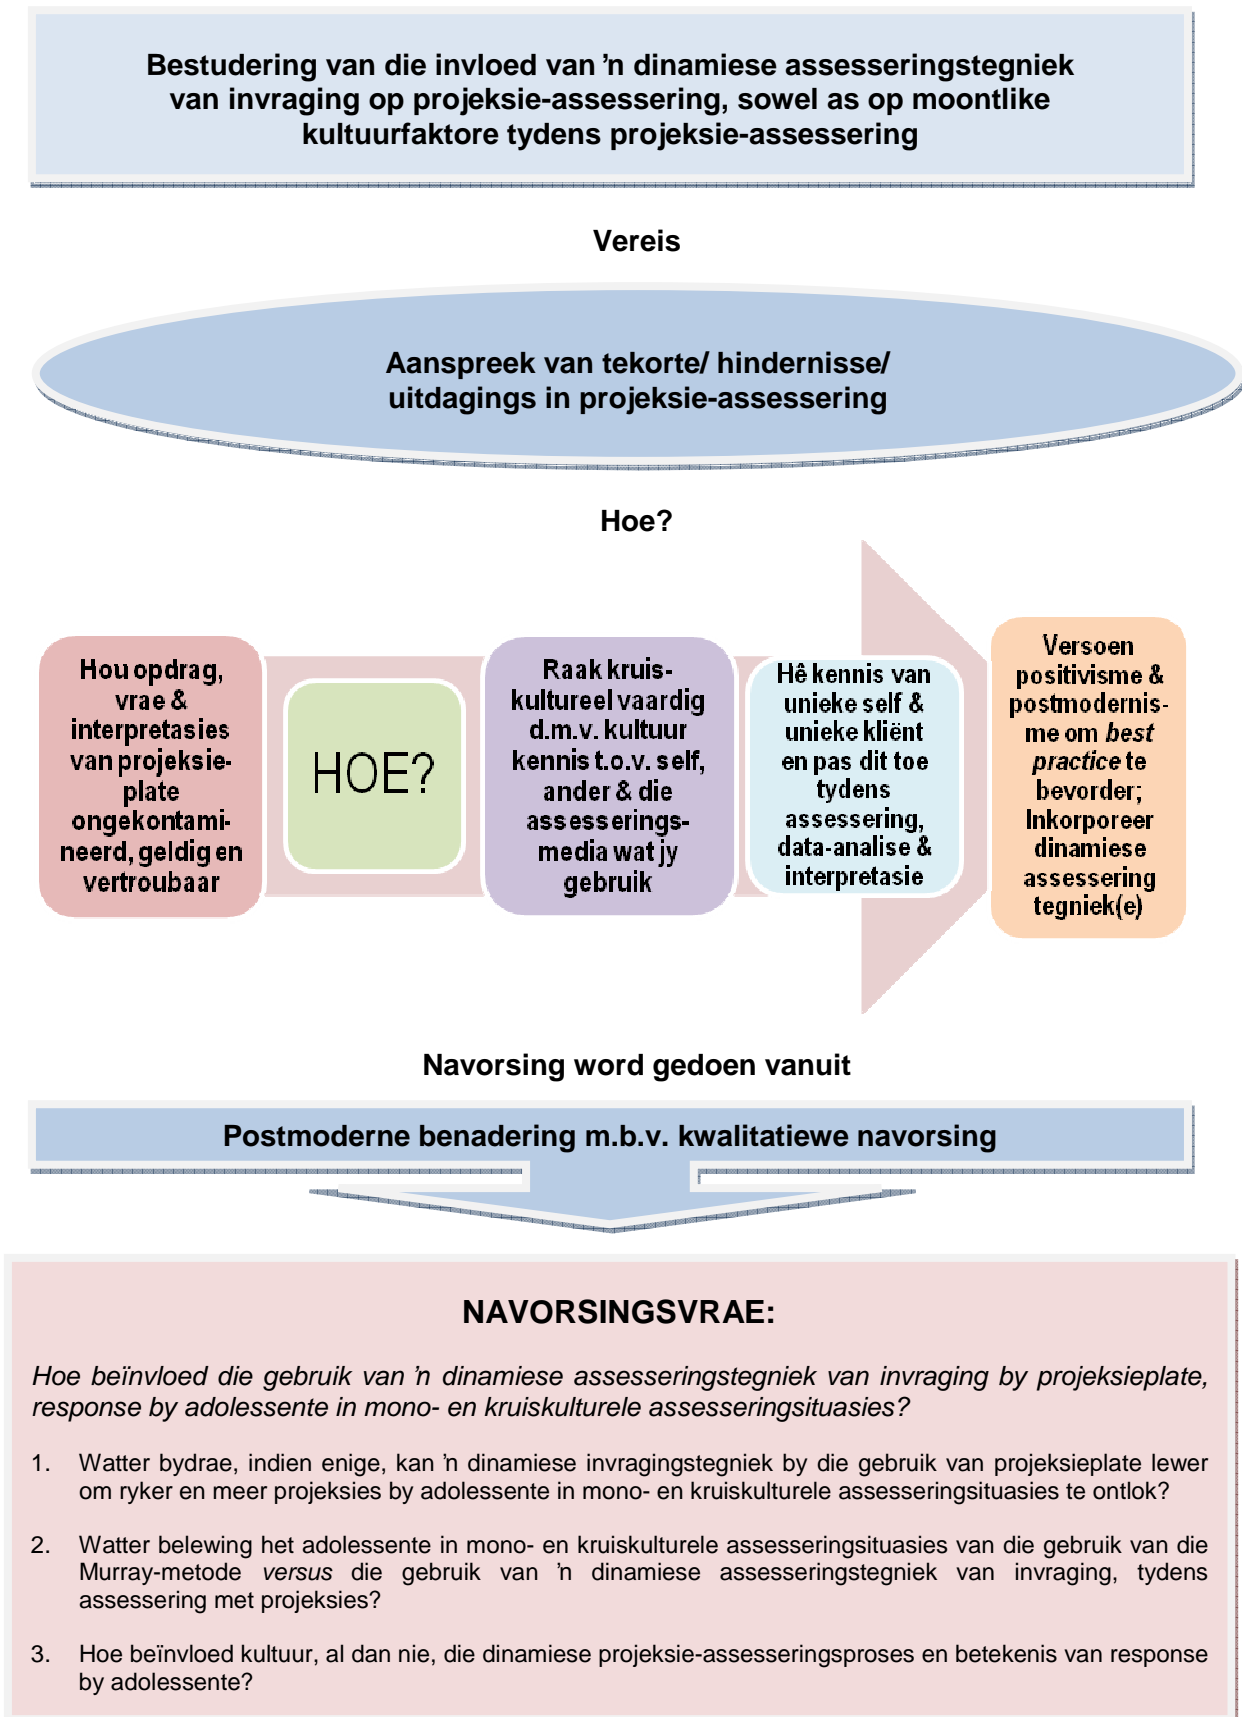 Bestudering van die invloed van 'n dinamiese assesseringstegniek
van invraging op projeksie-assessering, sowel as op moontlike
kultuurfaktore tydens projeksie-assessering
Vereis
Aanspreek van tekorte/ hindernisse/
uitdagings in projeksie-assessering
Hoe?
Hou opdrag,
vrae &
interpretasies
van projeksie-
plate
ongekontami-
neerd, geldig en
vertroubaar
HOE?
Raak kruis-
kultureel vaardig
d.m.v. kultuur
kennis t.o.v. self,
ander & die
assesserings-
media wat jy
gebruik
Hê kennis van
unieke self &
unieke kliënt
en pas dit toe
tydens
assessering,
data-analise &
interpretasie
Versoen
positivisme &
postmodernis-
me om best
practice te
bevorder;
Inkorporeer
dinamiese
assessering
tegniek(e)
Navorsing word gedoen vanuit
Postmoderne benadering m.b.v. kwalitatiewe navorsing
NAVORSINGSVRAE:
Hoe beïnvloed die gebruik van 'n dinamiese assesseringstegniek van invraging by projeksieplate,
response by adolessente in mono- en kruiskulturele assesseringsituasies?
1. Watter bydrae, indien enige, kan 'n dinamiese invragingstegniek by die gebruik van projeksieplate lewer
om ryker en meer projeksies by adolessente in mono- en kruiskulturele assesseringsituasies te ontlok?
2. Watter belewing het adolessente in mono- en kruiskulturele assesseringsituasies van die gebruik van die
Murray-metode versus die gebruik van 'n dinamiese assesseringstegniek van invraging, tydens
assessering met projeksies?
3. Hoe beïnvloed kultuur, al dan nie, die dinamiese projeksie-assesseringsproses en betekenis van response
by adolessente?